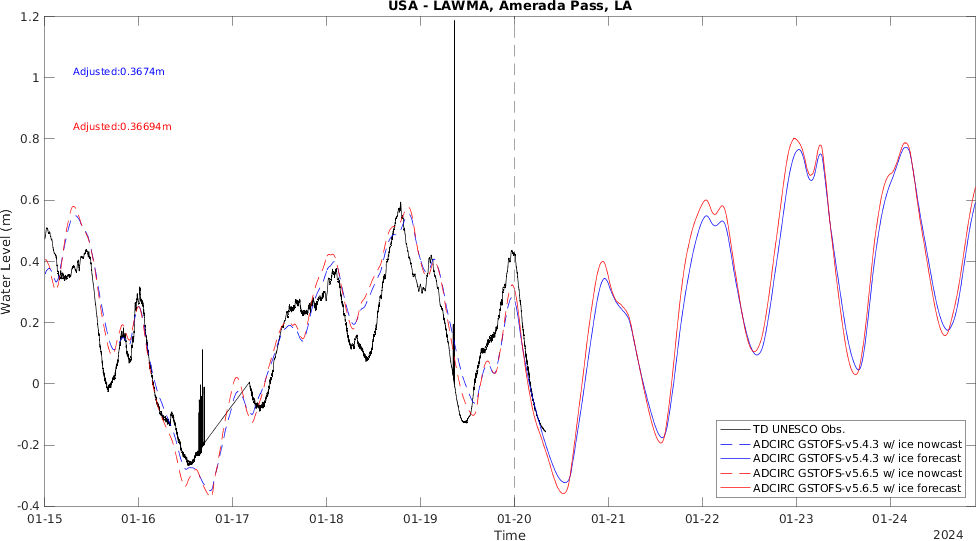 USA - LAWMA, Amerada Pass, LA
1.2
1
0.8
0.6
0.4
0.2
0
-0.2
-0.4
Water Level (m)
Adjusted:0.3674m
Adjusted:0.36694m
TD UNESCO Obs.
ADCIRC GSTOFS-v5.4.3 w/ ice nowcast
ADCIRC GSTOFS-v5.4.3 w/ ice forecast
ADCIRC GSTOFS-v5.6.5 w/ ice nowcast
ADCIRC GSTOFS-v5.6.5 w/ ice forecast
01-15 01-16 01-17 01-18 01-19 01-20 01-21 01-22 01-23 01-24
Time
2024